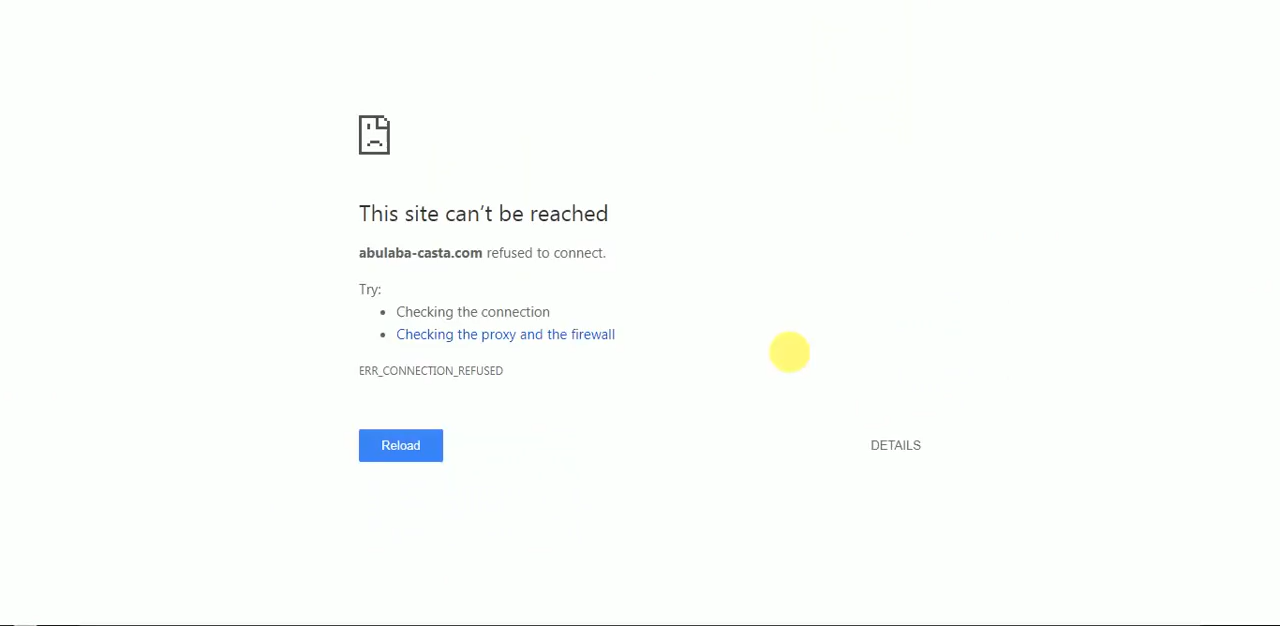 This site can’t be reached
abulaba-casta.com refused to connect.
Try:
• Checking the connection
• Checking the proxy and the firewall
ERR_CONNECTION_REFUSED
Reload
DETAILS